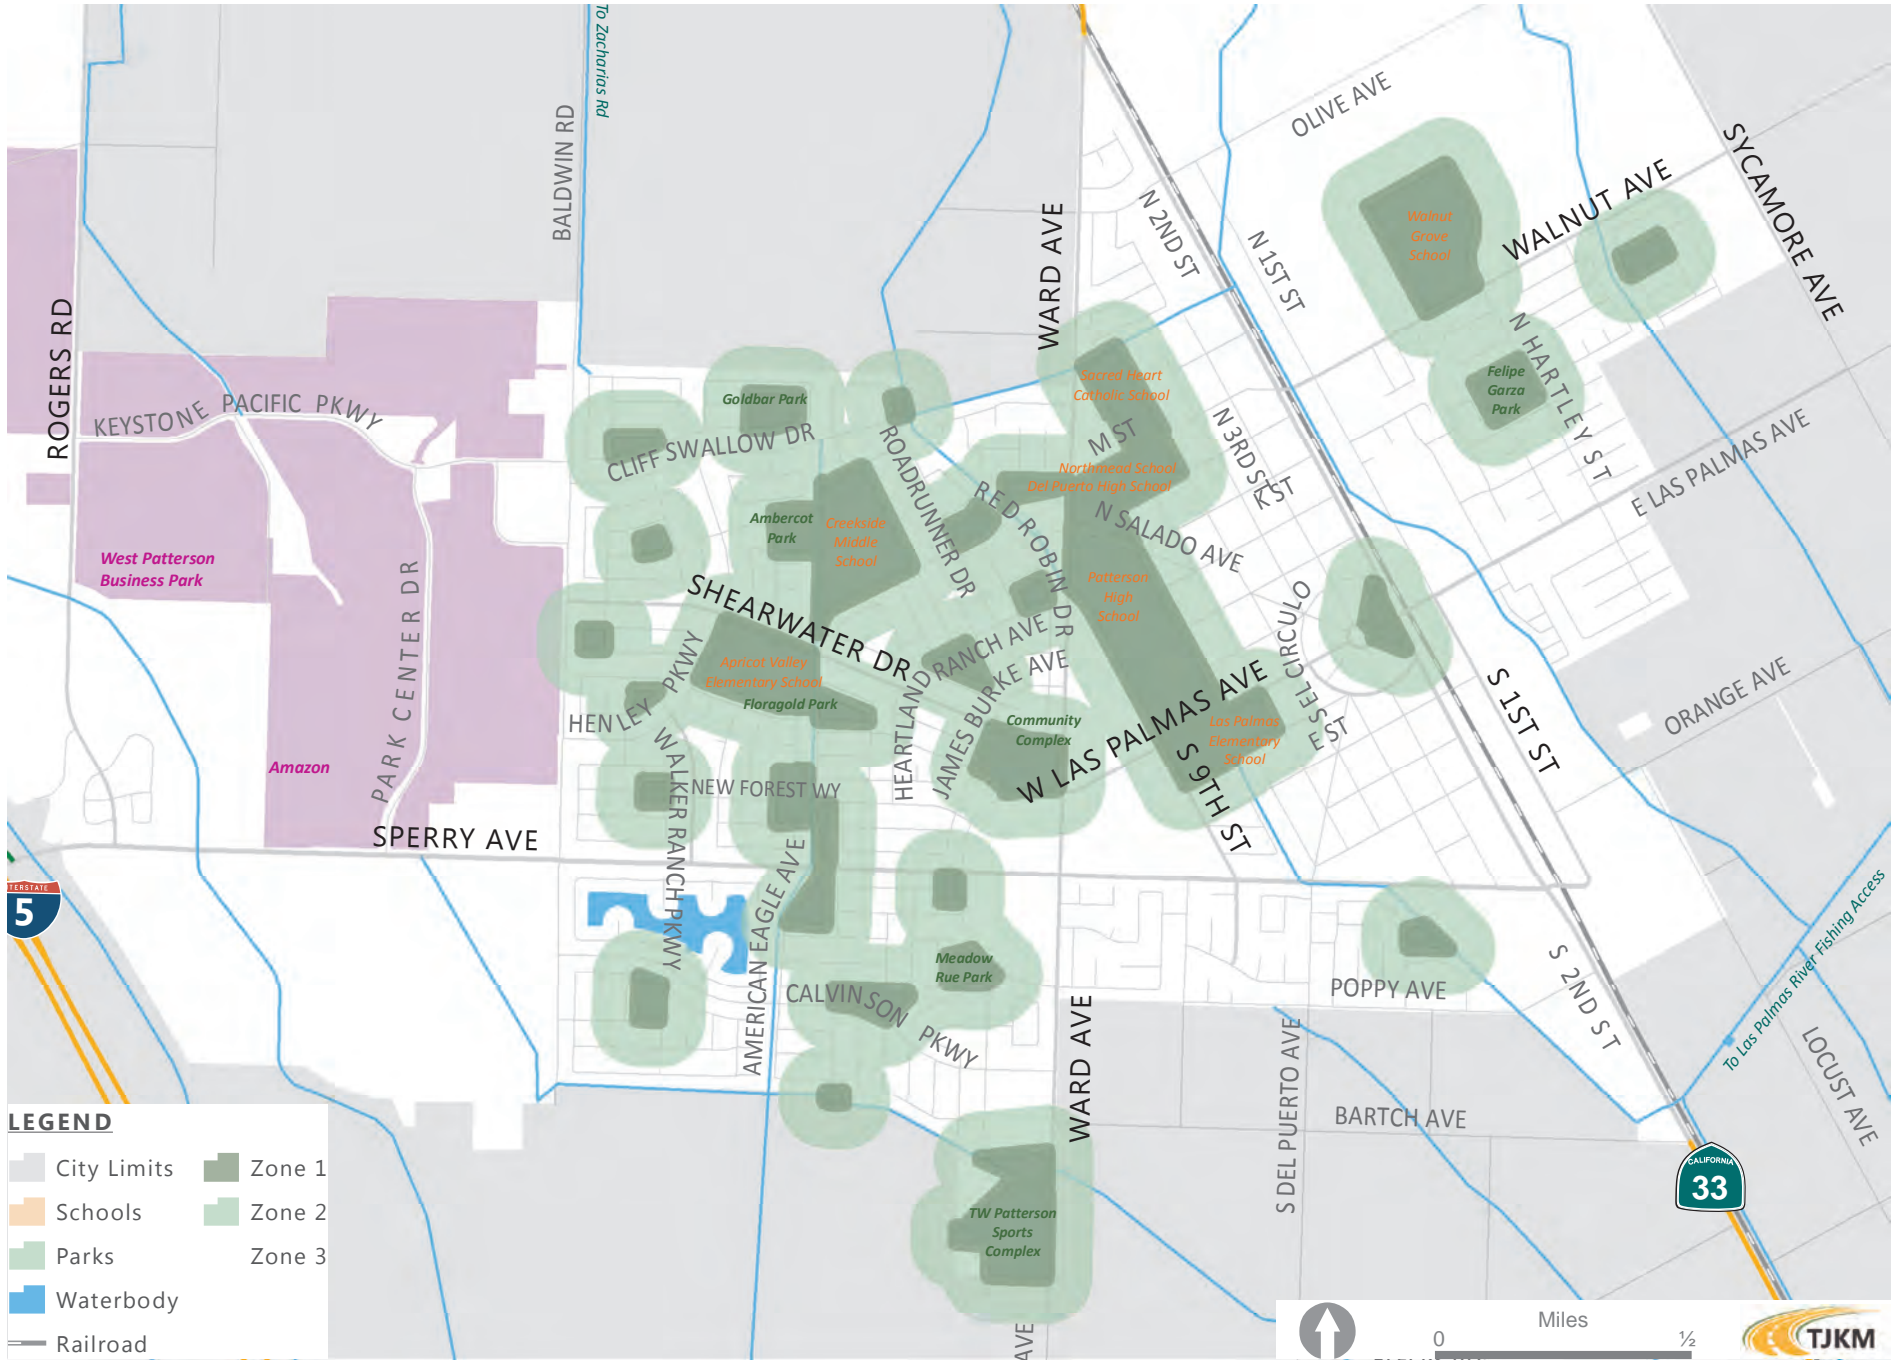 To Zacharias Rd
BALDWIN RD
OLIVE AVE
SYCAMORE AVE
WALNUT AVE
N 2ND ST
N 1ST ST
WARD AVE
Walnut
Grove
School
ROGERS RD
N HARTLEY ST
Felipe
Garza
Park
KEYSTONE PACIFIC PKWY
Goldbar Park
CLIFF SWALLOW DR
Sacred Heart
Catholic School
M ST
N 3RD ST
K ST
E LAS PALMAS AVE
ROADRUNNER DR
RED ROBIN DR
Northmead School
Del Puerto High School
N SALADO AVE
Ambercot
Park
Creekside
Middle
School
West Patterson
Business Park
PARK CENTER DR
Patterson
High
School
SHEARWATER DR
RANCH AVE
HEARTLAND
JAMES BURKE AVE
Apricot Valley
Elementary School
Floragold Park
HENLEY PKWY
Community
Complex
W LAS PALMAS AVE
Las Palmas
Elementary
School
CIRCULO
E ST
S 1ST ST
ORANGE AVE
Amazon
WALKER RANCH PKWY
NEW FOREST WY
S 9TH ST
SPERRY AVE
AMERICAN EAGLE AVE
INTERSTATE
5
Meadow
Rue Park
CALVINSON PKWY
POPPY AVE
S 2ND ST
To Las Palmas River Fishing Access
LOCUST AVE
WARD AVE
S DEL PUERTO AVE
BARTCH AVE
CALIFORNIA
33
TW Patterson
Sports
Complex
AVE
LEGEND
City Limits
Schools
Parks
Waterbody
Railroad
Zone 1
Zone 2
Zone 3
Miles
0 ½
TJKM